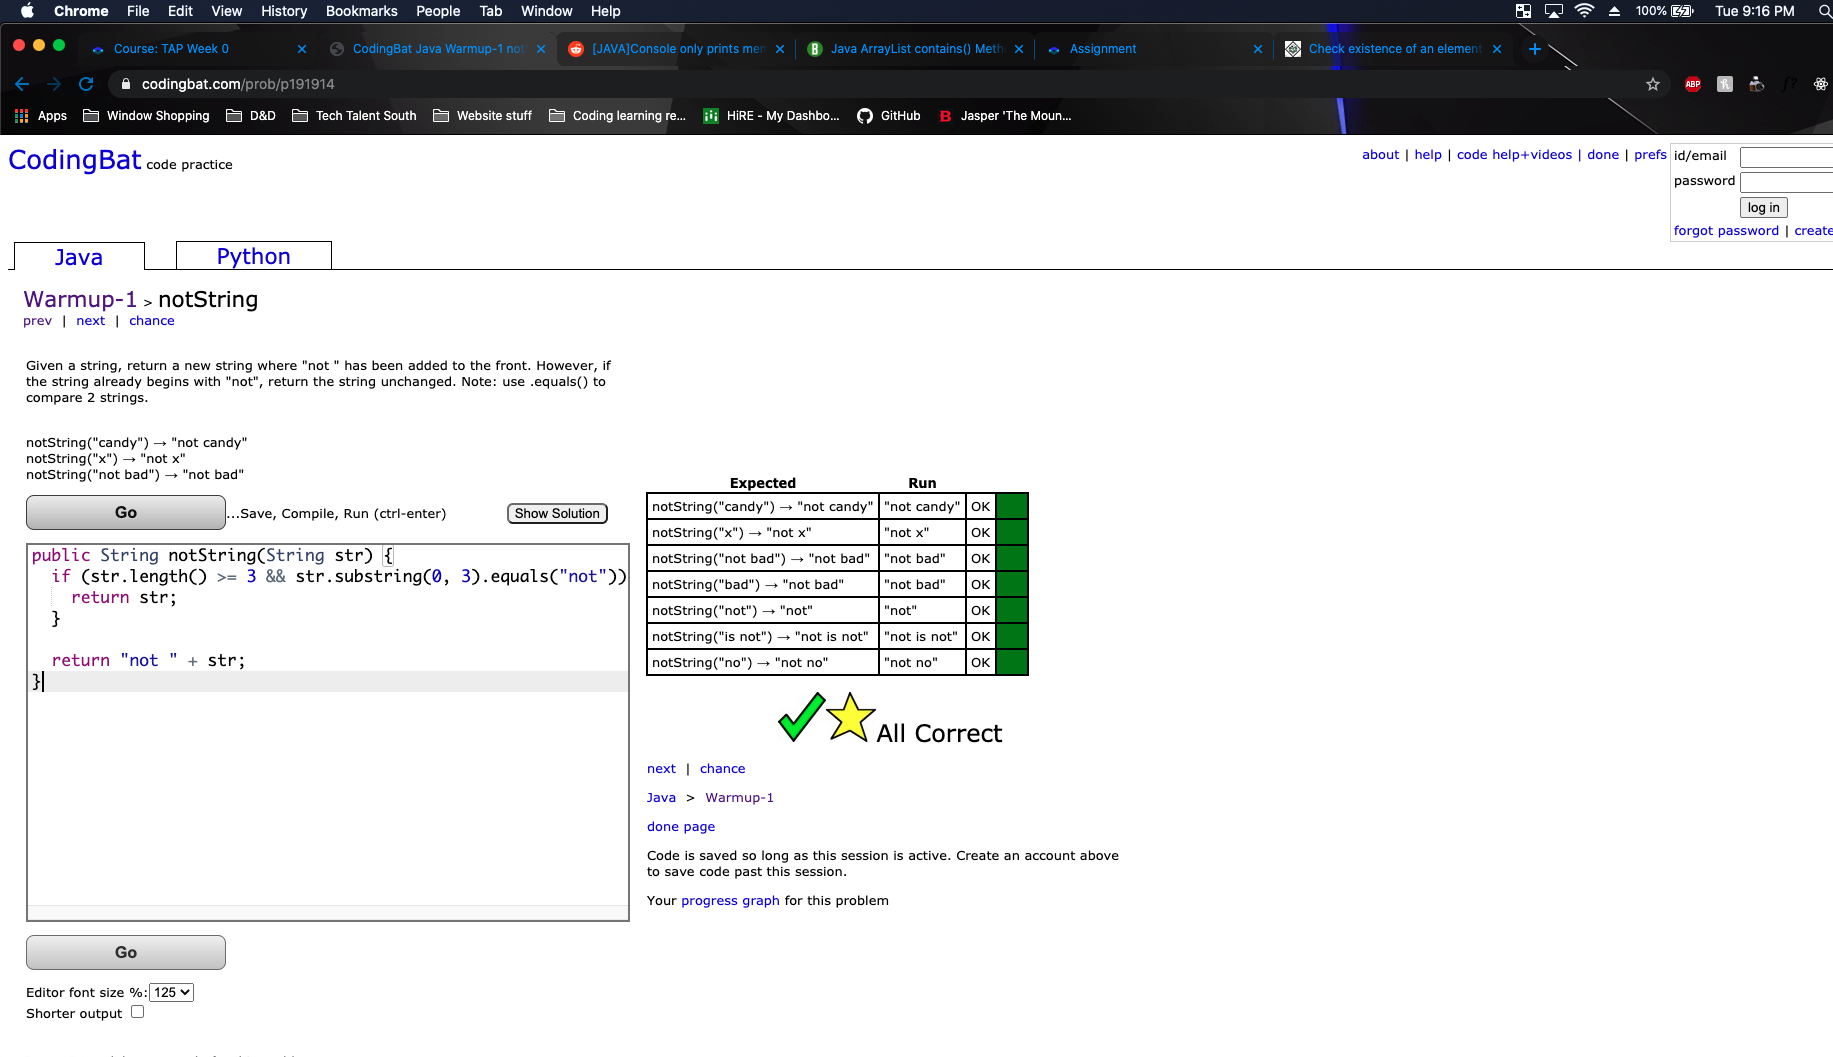 Chrome File Edit View History Bookmarks People Tab Window Help 100% Tue 9:16 PM
Course: TAP Week 0 CodingBat Java Warmup-1 not [JAVA]Console only prints mem Java ArrayList contains() Meth Assignment Check existence of an element
codingbat.com/prob/p191914
Apps Window Shopping D&D Tech Talent South Website stuff Coding learning re... HiRE - My Dashbo... GitHub Jasper 'The Moun...
CodingBat code practice
about | help | code help+videos | done | prefs
id/email
password
log in
forgot password | create
Java Python
Warmup-1 > notString
prev | next | chance
Given a string, return a new string where "not " has been added to the front. However, if
the string already begins with "not", return the string unchanged. Note: use .equals() to
compare 2 strings.
notString("candy") → "not candy"
notString("x") → "not x"
notString("not bad") → "not bad"
Go ...Save, Compile, Run (ctrl-enter) Show Solution
public String notString(String str) {
if (str.length() >= 3 && str.substring(0, 3).equals("not"))
return str;
}
return "not " + str;
}
Go
Editor font size %: 125
Shorter output
Expected Run
notString("candy") → "not candy" "not candy" OK
notString("x") → "not x" "not x" OK
notString("not bad") → "not bad" "not bad" OK
notString("bad") → "not bad" "not bad" OK
notString("not") → "not" "not" OK
notString("is not") → "not is not" "not is not" OK
notString("no") → "not no" "not no" OK
All Correct
next | chance
Java > Warmup-1
done page
Code is saved so long as this session is active. Create an account above
to save code past this session.
Your progress graph for this problem